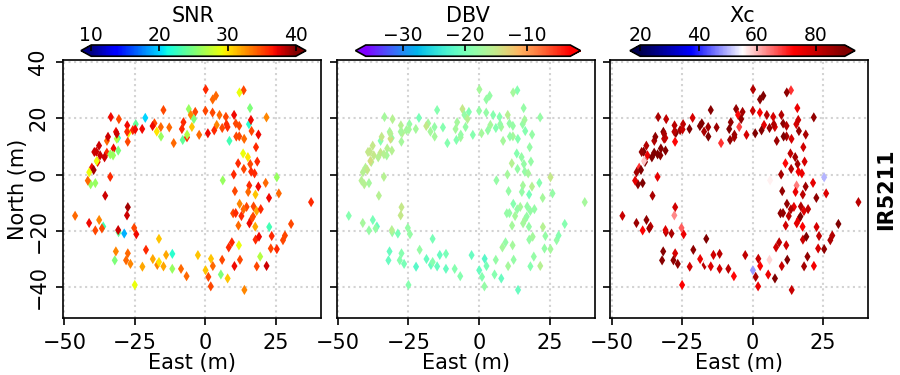 SNR
DBV
Xc
10 20 30 40
−30 −20 −10
20 40 60 80
North (m)
40
20
0
−20
−40
−50 −25 0 25
−50 −25 0 25
−50 −25 0 25
East (m)
East (m)
East (m)
IR5211